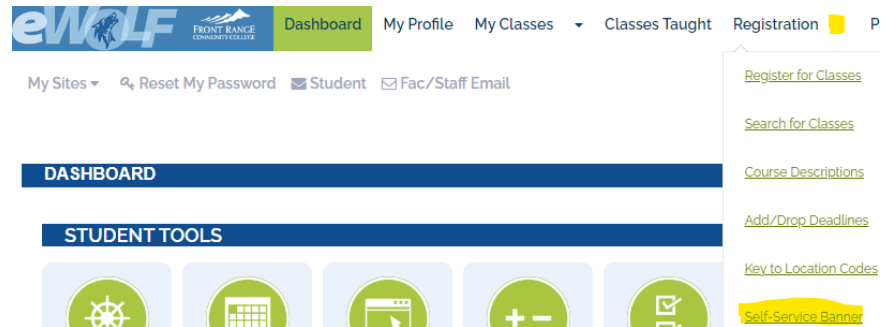 eWOLF FRONT RANGE COMMUNITY COLLEGE Dashboard My Profile My Classes Classes Taught Registration P
My Sites Reset My Password Student Fac/Staff Email
Register for Classes
Search for Classes
Course Descriptions
Add/Drop Deadlines
Key to Location Codes
Self-Service Banner
DASHBOARD
STUDENT TOOLS